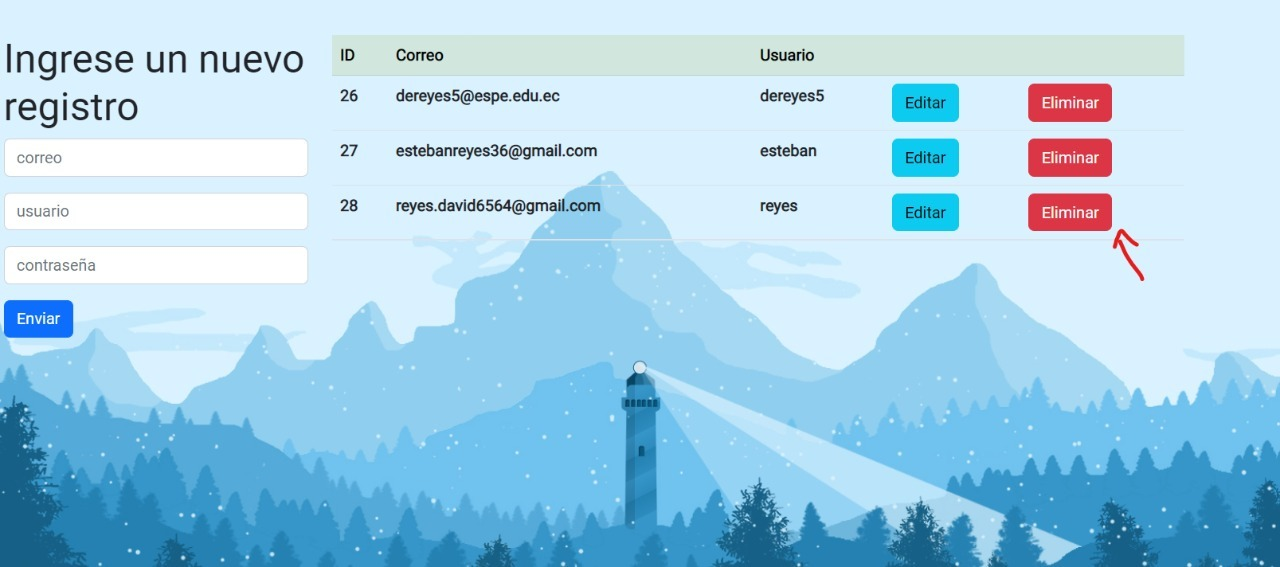 Ingrese un nuevo
registro
correo
usuario
contraseña
Enviar
ID Correo Usuario
26 dereyes5@espe.edu.ec dereyes5 Editar Eliminar
27 estebanreyes36@gmail.com esteban Editar Eliminar
28 reyes.david6564@gmail.com reyes Editar Eliminar